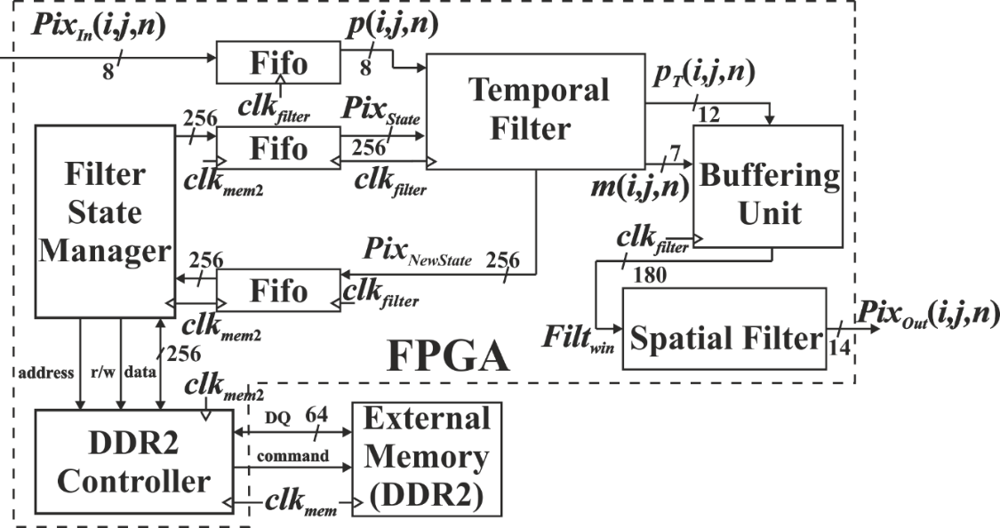 Pix_In(i,j,n)
8
Fifo
clk_filter
p(i,j,n)
8
Temporal
Filter
p_T(i,j,n)
12
256
Fifo
clk_mem2
Pix_State
256
clk_filter
7
m(i,j,n)
Filter
State
Manager
Buffering
Unit
clk_filter
180
256
Fifo
clk_mem2
Pix_NewState
256
clk_filter
Filt_win
Spatial Filter
14
Pix_Out(i,j,n)
FPGA
address
r/w
data
256
clk_mem2
DDR2
Controller
DQ
64
command
clk_mem
External
Memory
(DDR2)